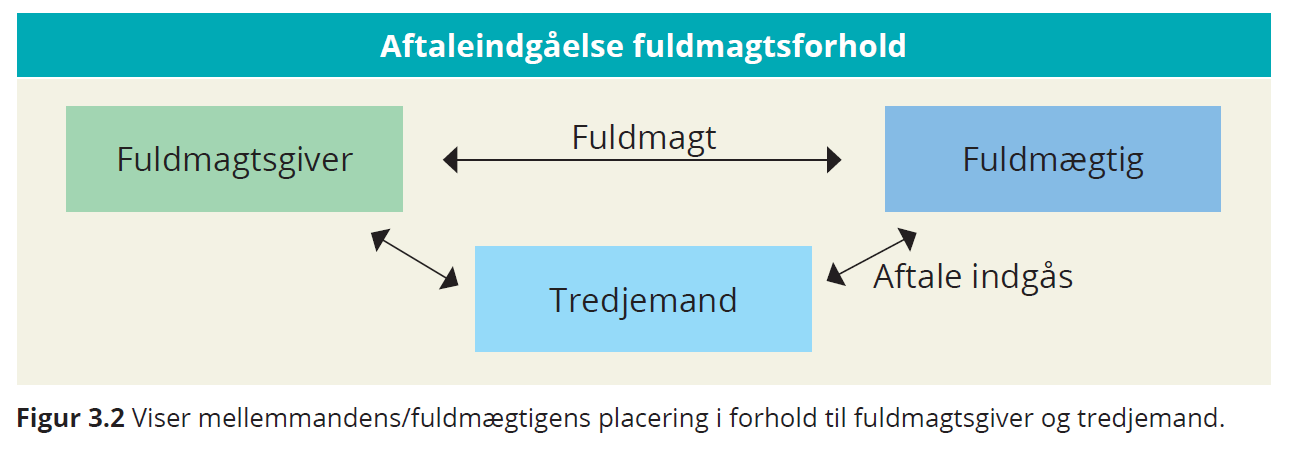 Aftaleindgåelse fuldmagtsforhold
Fuldmagtsgiver
Fuldmagt
Fuldmægtig
Tredjemand
Aftale indgås
Figur 3.2 Viser mellemmandens/fuldmægtigens placering i forhold til fuldmagtsgiver og tredjemand.